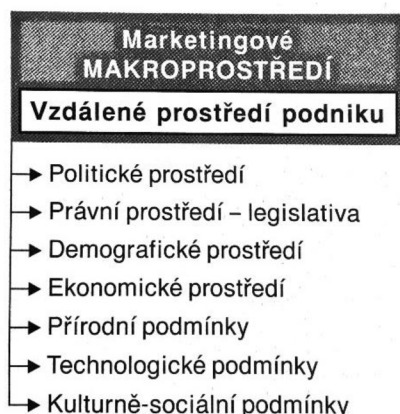 Marketingové
MAKROPROSTŘEDÍ
Vzdálené prostředí podniku
Politické prostředí
Právní prostředí – legislativa
Demografické prostředí
Ekonomické prostředí
Přírodní podmínky
Technologické podmínky
Kulturně-sociální podmínky